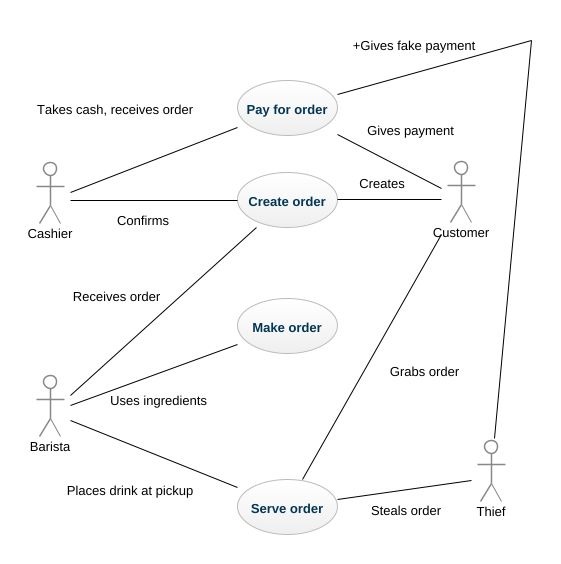 +Gives fake payment
Takes cash, receives order
Pay for order
Gives payment
Creates
Create order
Confirms
Cashier
Customer
Receives order
Make order
Grabs order
Uses ingredients
Barista
Places drink at pickup
Serve order
Steals order
Thief